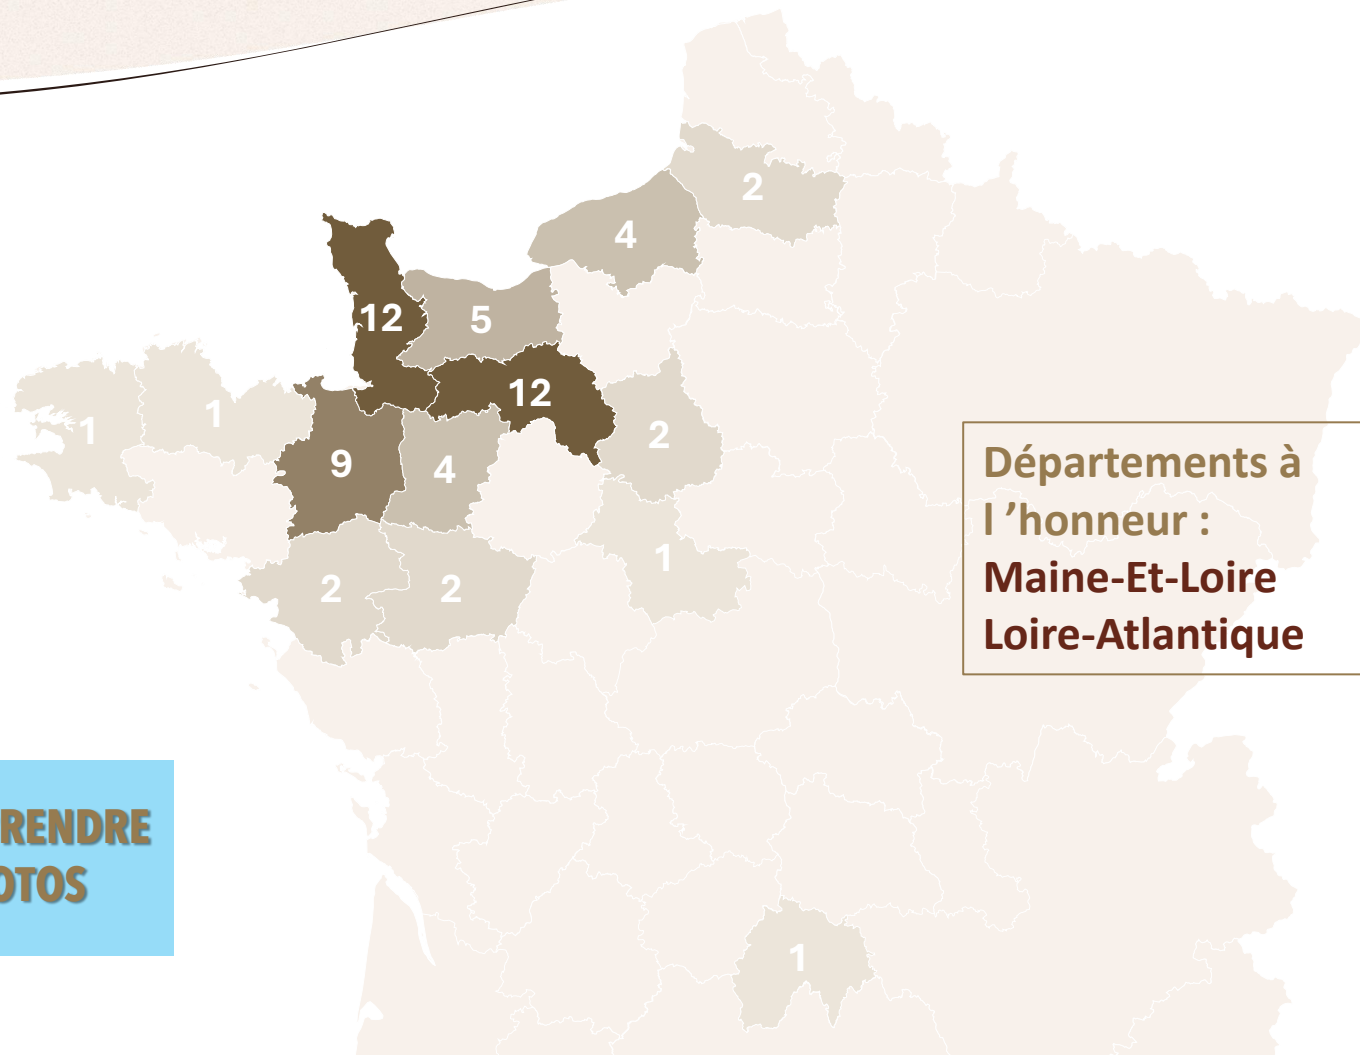 2
4
12
5
12
1
1
2
9
4
1
2
2
Départements à
l ’honneur :
Maine-Et-Loire
Loire-Atlantique
RENDRE
OTOS
1